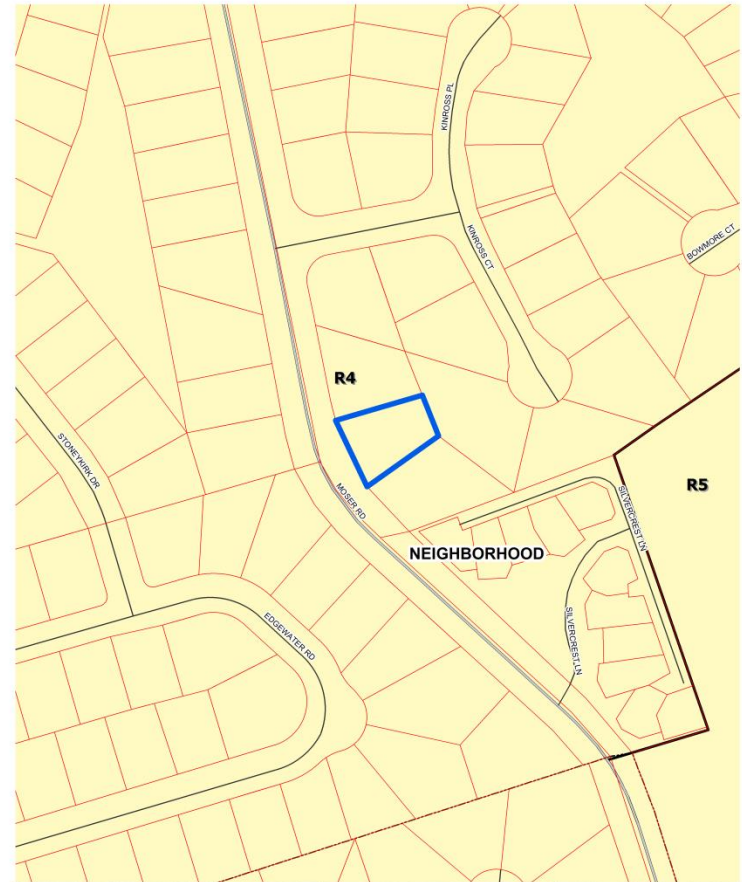 KINROSS PL
KINROSS CT
BOWMORE CT
R4
STONEYKIRK DR
MOSER RD
SILVERCREST LN
R5
NEIGHBORHOOD
EDGEWATER RD
SILVERCREST LN